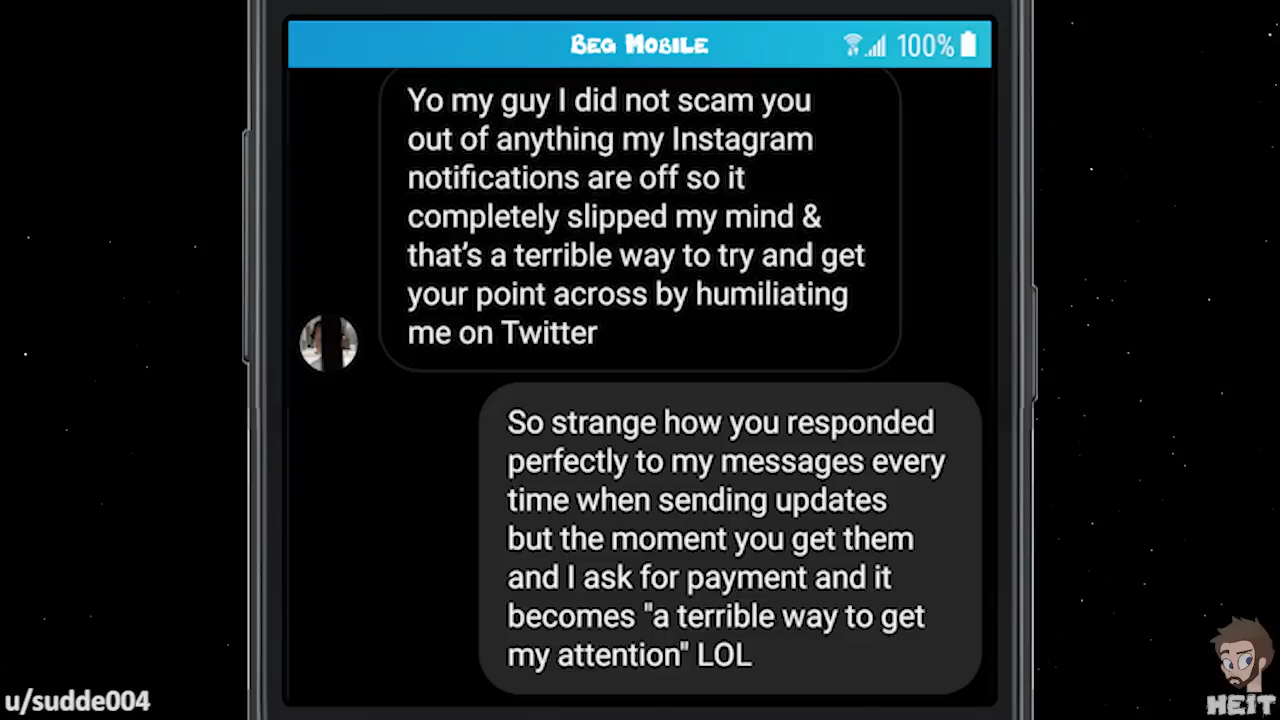 BEG MOBILE
100%
Yo my guy I did not scam you
out of anything my Instagram
notifications are off so it
completely slipped my mind &
that's a terrible way to try and get
your point across by humiliating
me on Twitter
So strange how you responded
perfectly to my messages every
time when sending updates
but the moment you get them
and I ask for payment and it
becomes "a terrible way to get
my attention" LOL
u/sudde004
HEIT